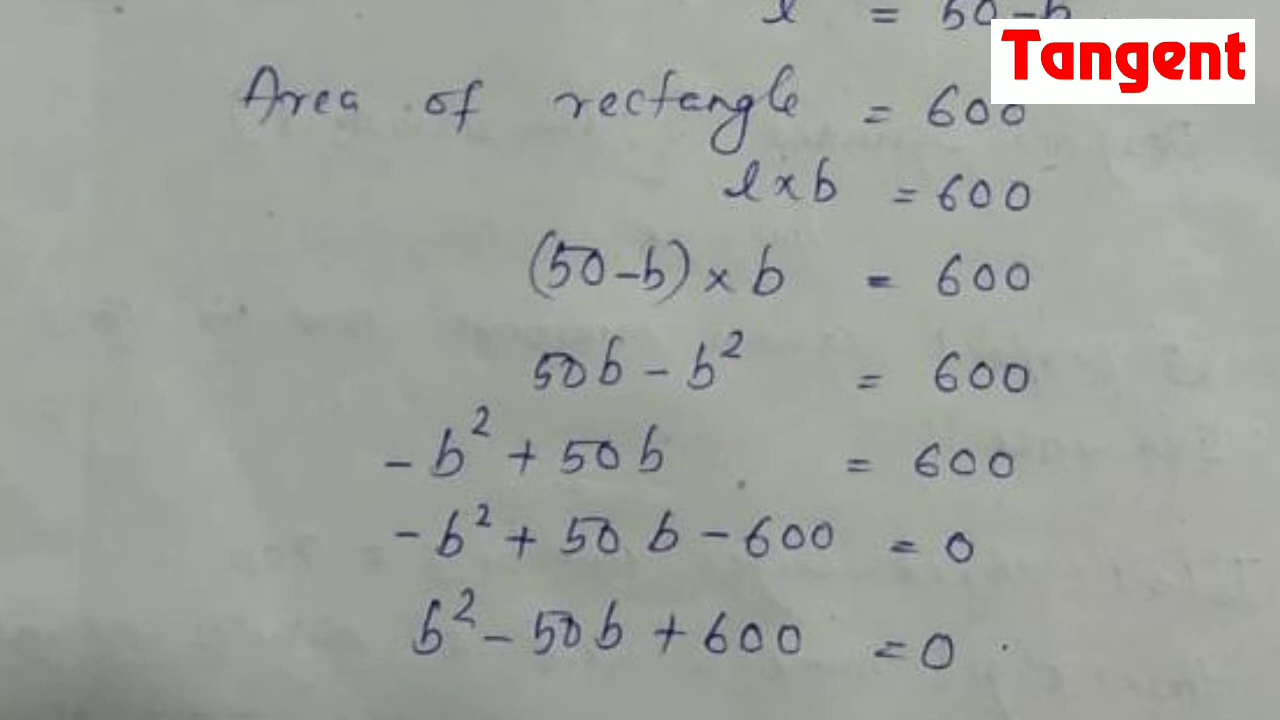 l = 50-b
Tangent
Area of rectangle = 600
l×b = 600
(50-b)×b = 600
50b - b² = 600
-b² + 50b = 600
-b² + 50b - 600 = 0
b² - 50b + 600 = 0